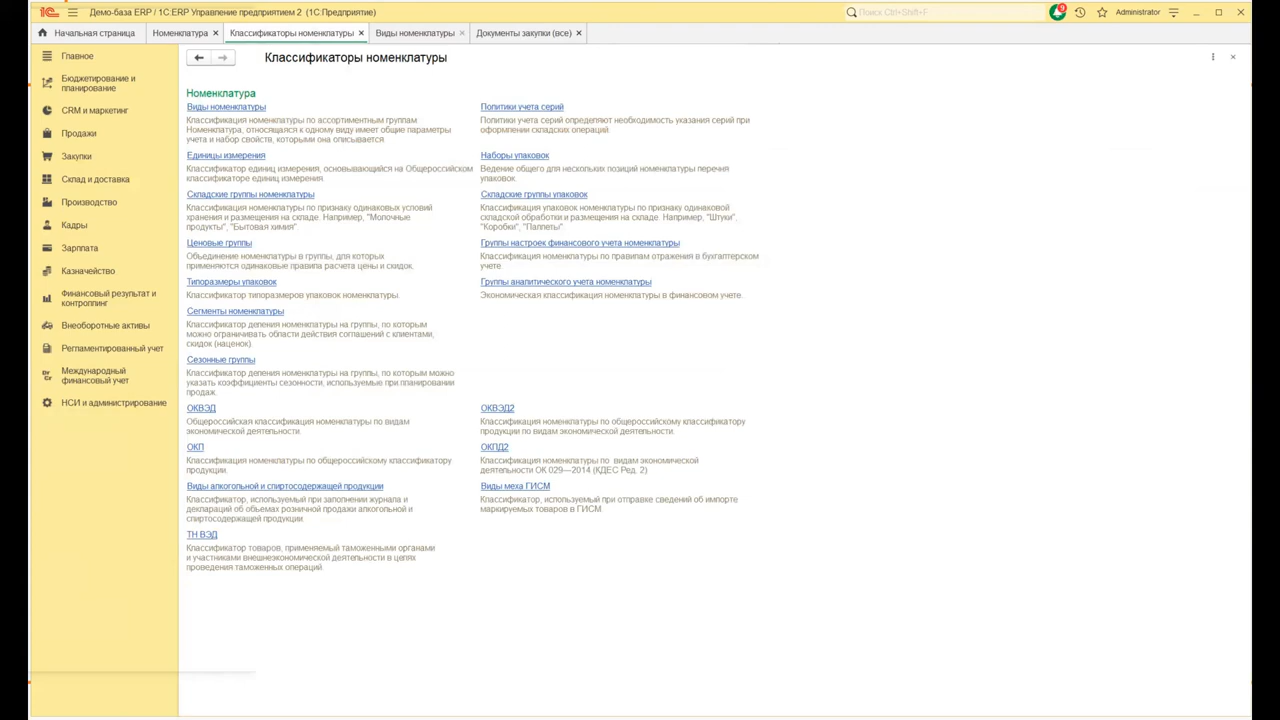 1С Демо-база ERP / 1С:ERP Управление предприятием 2 (1С:Предприятие) Поиск Ctrl+Shift+F Administrator
Начальная страница Номенклатура × Классификаторы номенклатуры × Виды номенклатуры × Документы закупки (все) ×
Главное
Бюджетирование и
планирование
CRM и маркетинг
Продажи
Закупки
Склад и доставка
Производство
Кадры
Зарплата
Казначейство
Финансовый результат и
контроллинг
Внеоборотные активы
Регламентированный учет
Международный
финансовый учет
НСИ и администрирование
Классификаторы номенклатуры
Номенклатура
Виды номенклатуры
Классификация номенклатуры по ассортиментным группам
Номенклатура, относящаяся к одному виду имеет общие параметры
учета и набор свойств, которыми она описывается.
Политики учета серий
Политики учета серий определяют необходимость указания серий при
оформлении складских операций.
Единицы измерения
Классификатор единиц измерения, основывающийся на Общероссийском
классификаторе единиц измерения.
Наборы упаковок
Ведение общего для нескольких позиций номенклатуры перечня
упаковок.
Складские группы номенклатуры
Классификация номенклатуры по признаку одинаковых условий
хранения и размещения на складе. Например, "Молочные
продукты", "Бытовая химия".
Складские группы упаковок
Классификация упаковок номенклатуры по признаку одинаковой
складской обработки и размещения на складе. Например, "Штуки",
"Коробки", "Паллеты".
Ценовые группы
Объединение номенклатуры в группы, для которых
применяются одинаковые правила расчета цены и скидок.
Группы настроек финансового учета номенклатуры
Классификация номенклатуры по правилам отражения в бухгалтерском
учете
Типоразмеры упаковок
Классификатор типоразмеров упаковок номенклатуры.
Группы аналитического учета номенклатуры
Экономическая классификация номенклатуры в финансовом учете.
Сегменты номенклатуры
Классификатор деления номенклатуры на группы, по которым
можно ограничивать области действия соглашений с клиентами,
скидок (наценок).
Сезонные группы
Классификатор деления номенклатуры на группы, по которым можно
указать коэффициенты сезонности, используемые при планировании
продаж.
ОКВЭД
Общероссийская классификация номенклатуры по видам
экономической деятельности.
ОКВЭД2
Классификация номенклатуры по общероссийскому классификатору
продукции по видам экономической деятельности.
ОКП
Классификация номенклатуры по общероссийскому классификатору
продукции.
ОКПД2
Классификация номенклатуры по видам экономической
деятельности ОК 029—2014 (КДЕС Ред. 2)
Виды алкогольной и спиртосодержащей продукции
Классификатор, используемый при заполнении журнала и
деклараций об объемах розничной продажи алкогольной и
спиртосодержащей продукции.
Виды меха ГИСМ
Классификатор, используемый при отправке сведений об импорте
маркируемых товаров в ГИСМ
ТН ВЭД
Классификатор товаров, применяемый таможенными органами
и участниками внешнеэкономической деятельности в целях
проведения таможенных операций.